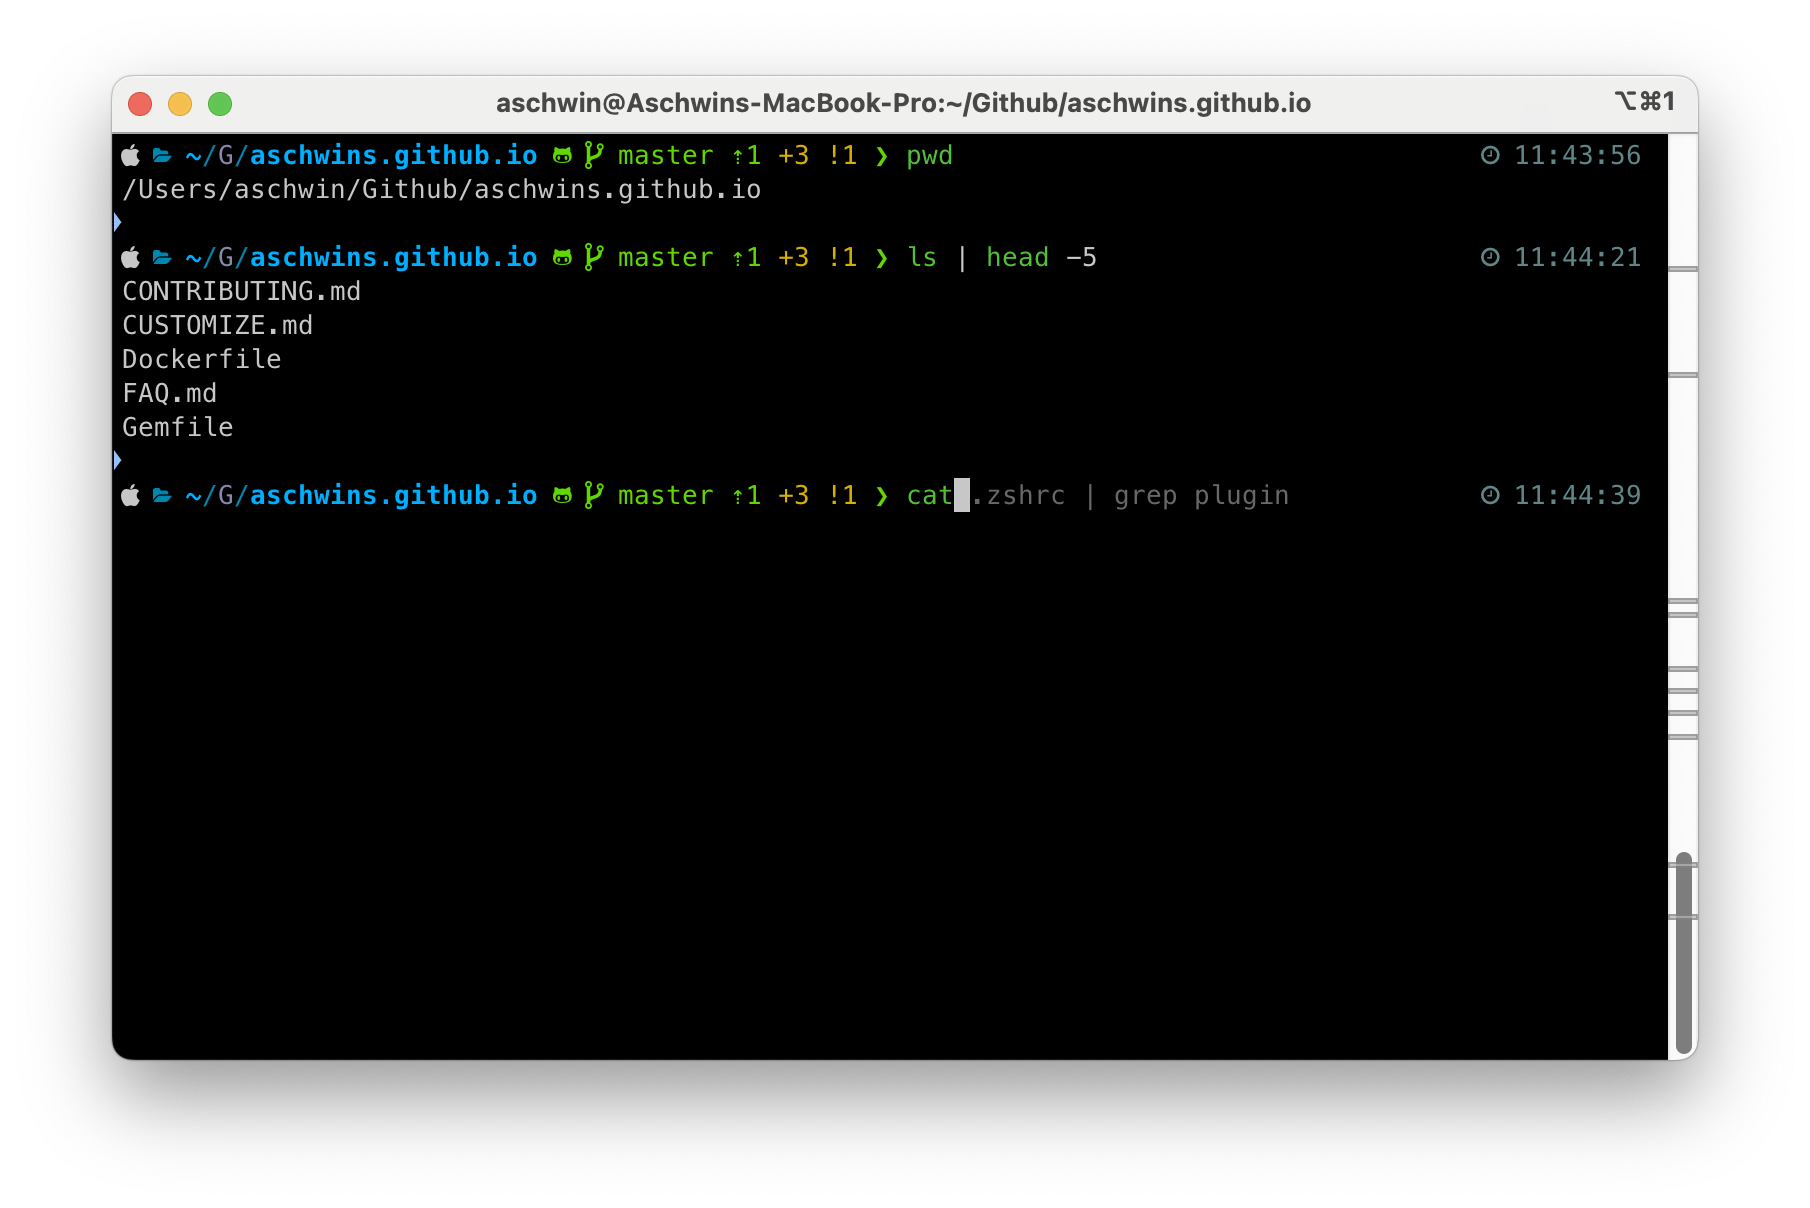 aschwin@Aschwins-MacBook-Pro:~/Github/aschwins.github.io ⌥⌘1
~/G/aschwins.github.io master ⇡1 +3 !1 ❯ pwd 11:43:56
/Users/aschwin/Github/aschwins.github.io
~/G/aschwins.github.io master ⇡1 +3 !1 ❯ ls | head -5 11:44:21
CONTRIBUTING.md
CUSTOMIZE.md
Dockerfile
FAQ.md
Gemfile
~/G/aschwins.github.io master ⇡1 +3 !1 ❯ cat .zshrc | grep plugin 11:44:39